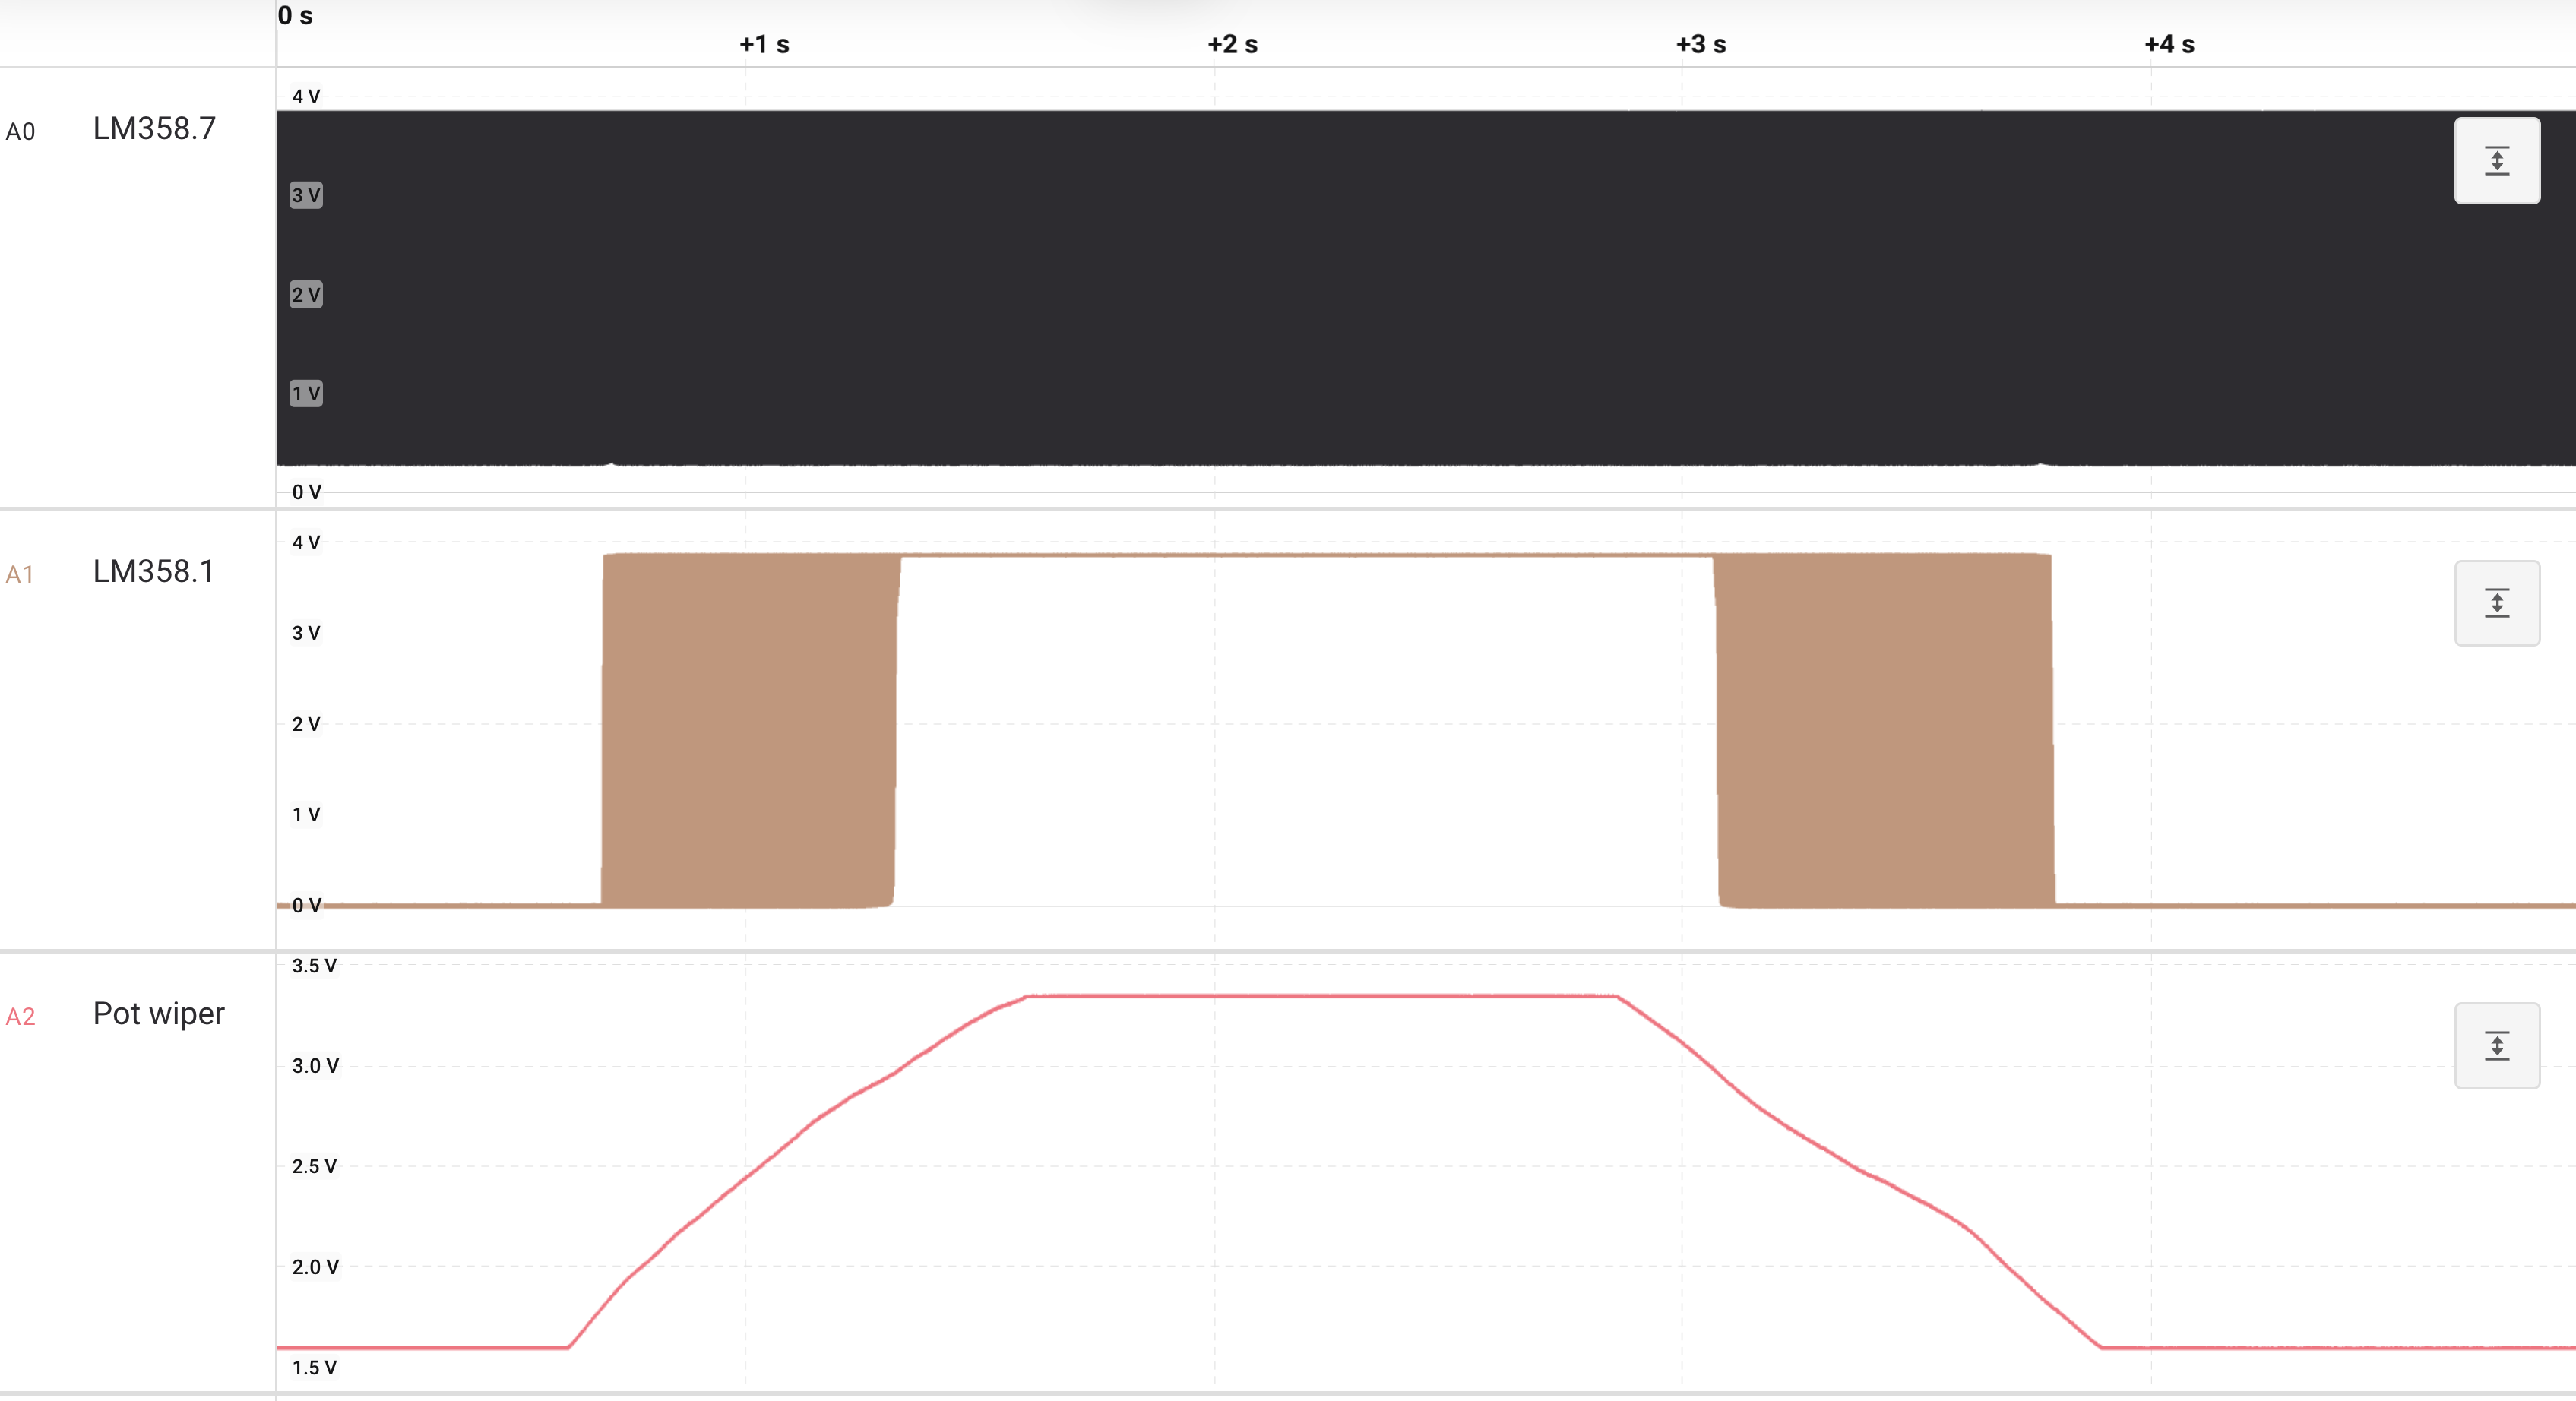 0 s
+1 s
+2 s
+3 s
+4 s
A0
LM358.7
4 V
3 V
2 V
1 V
0 V
A1
LM358.1
4 V
3 V
2 V
1 V
0 V
A2
Pot wiper
3.5 V
3.0 V
2.5 V
2.0 V
1.5 V